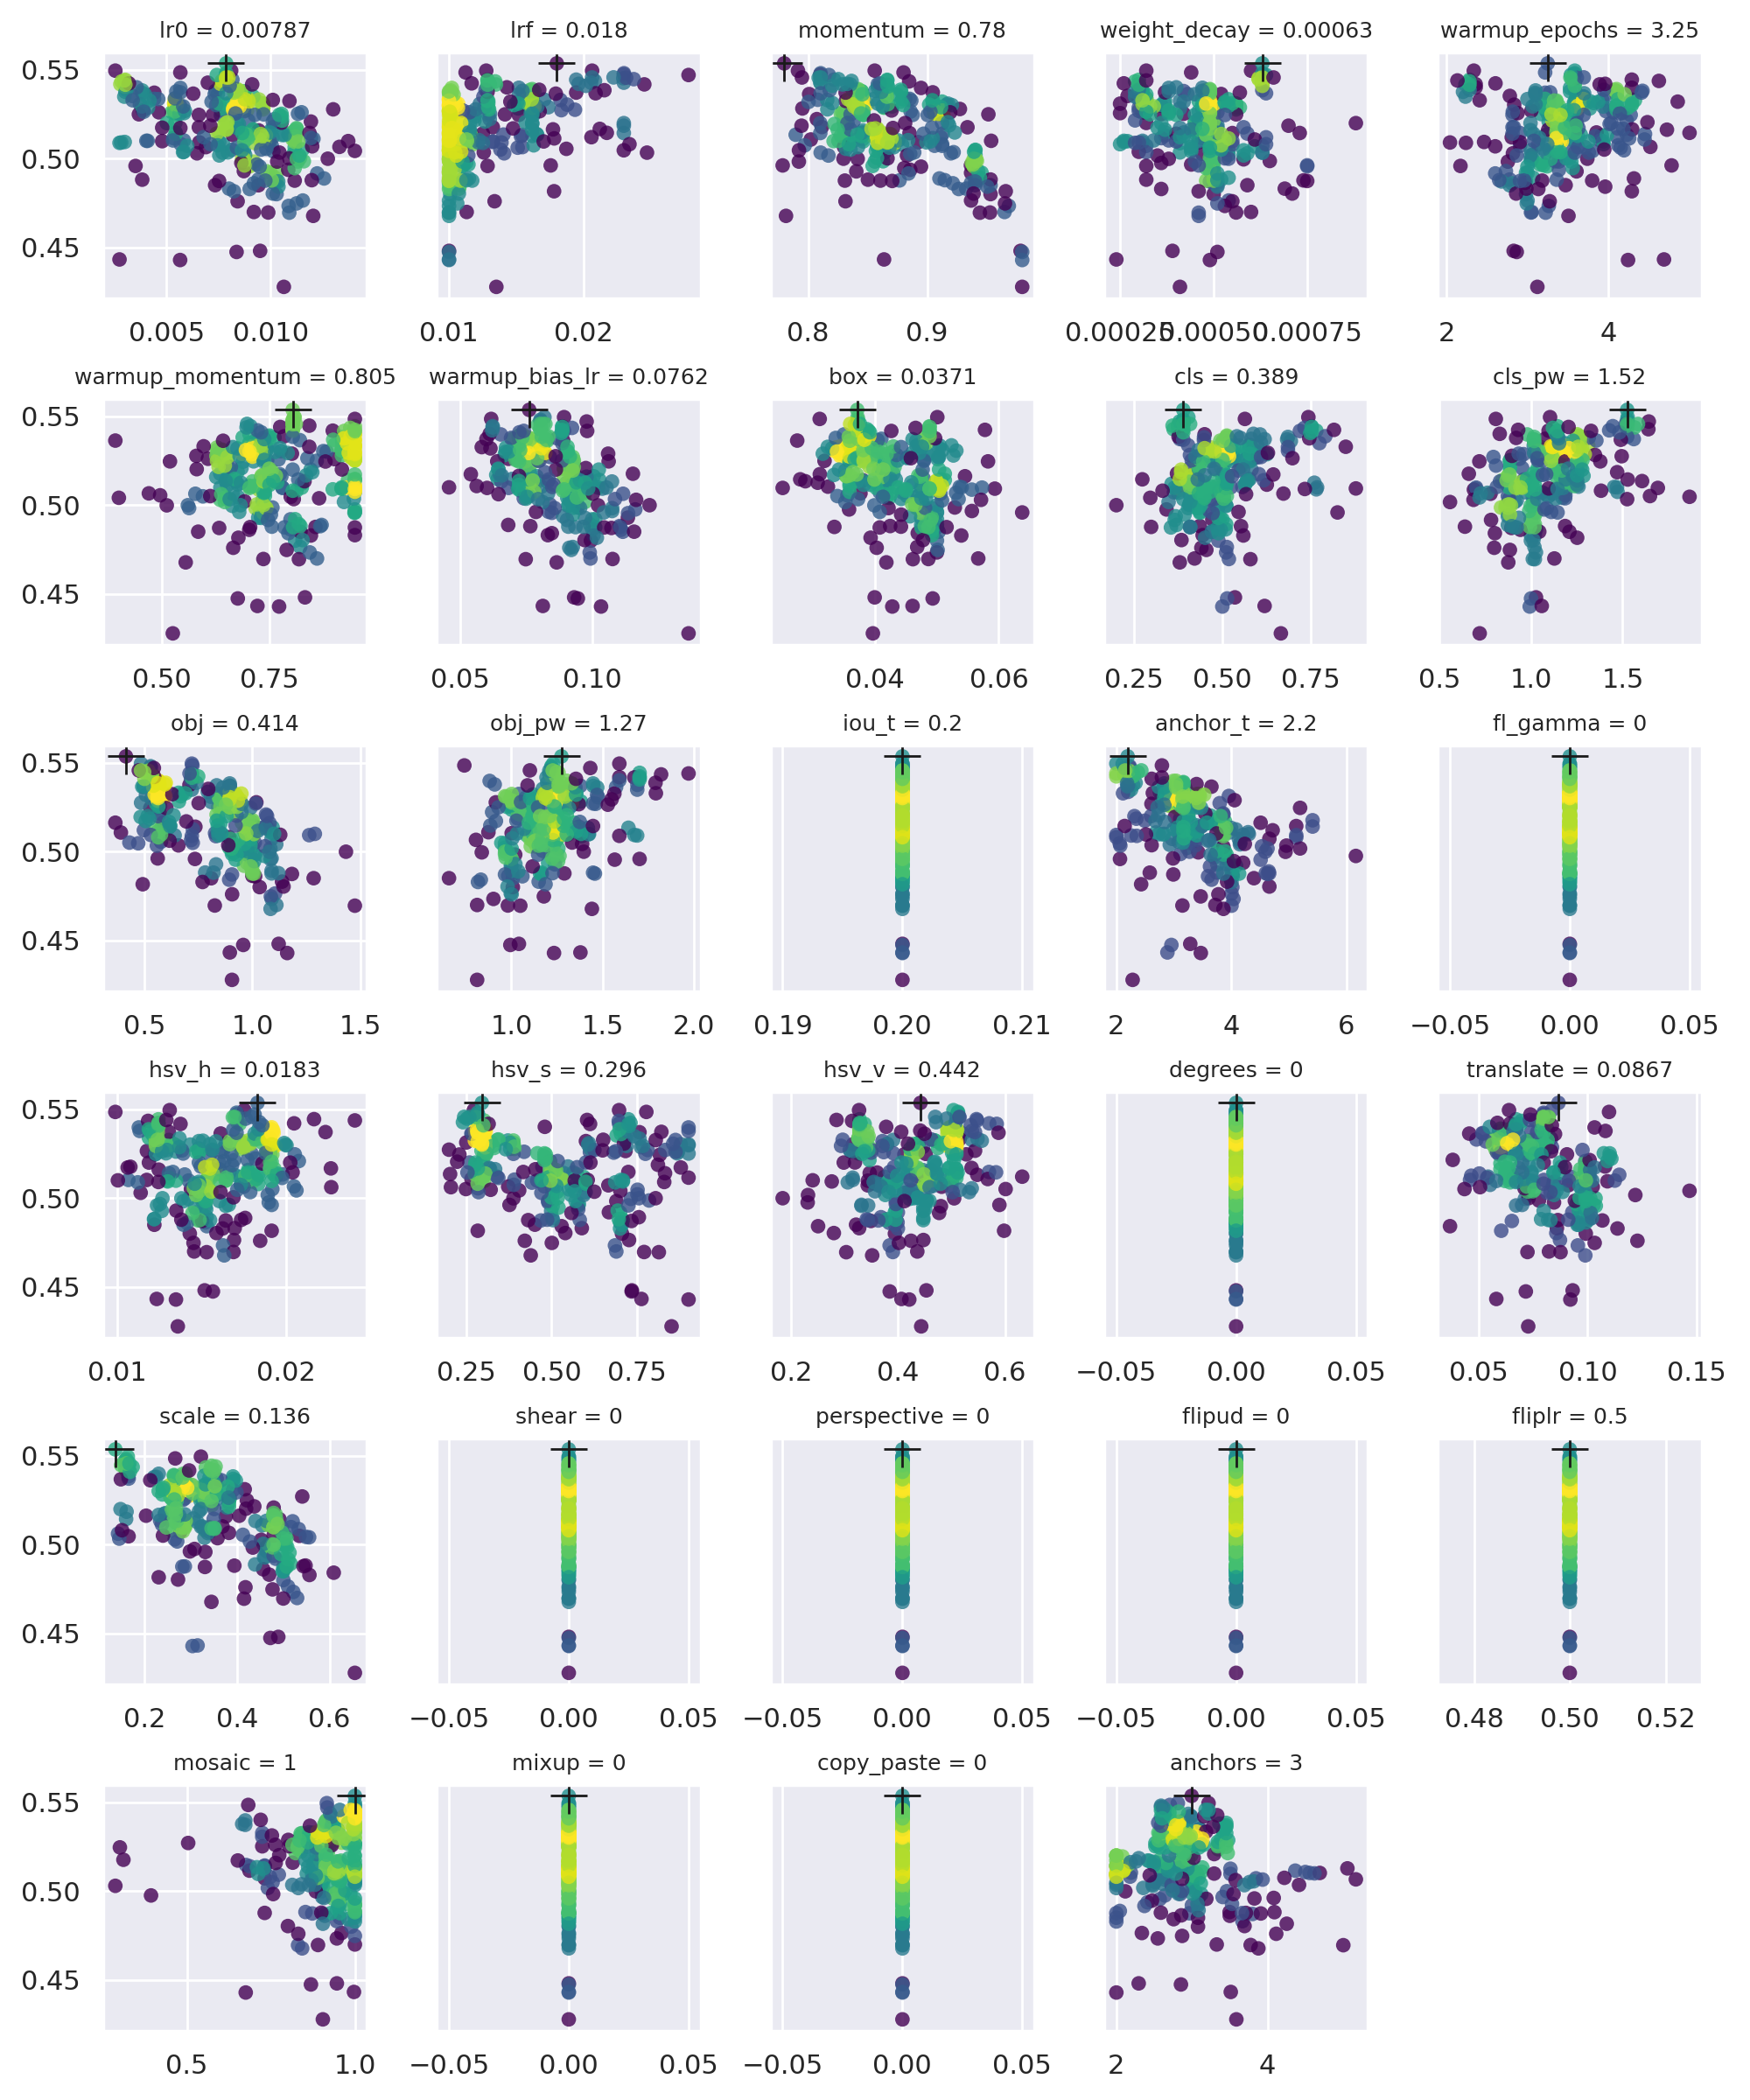 lr0 = 0.00787 lrf = 0.018 momentum = 0.78 weight_decay = 0.00063 warmup_epochs = 3.25
0.55
0.50
0.45
0.005 0.010 0.01 0.02 0.8 0.9 0.00025 0.00050 0.00075 2 4
warmup_momentum = 0.805 warmup_bias_lr = 0.0762 box = 0.0371 cls = 0.389 cls_pw = 1.52
0.55
0.50
0.45
0.50 0.75 0.05 0.10 0.04 0.06 0.25 0.50 0.75 0.5 1.0 1.5
obj = 0.414 obj_pw = 1.27 iou_t = 0.2 anchor_t = 2.2 fl_gamma = 0
0.55
0.50
0.45
0.5 1.0 1.5 1.0 1.5 2.0 0.19 0.20 0.21 2 4 6 −0.05 0.00 0.05
hsv_h = 0.0183 hsv_s = 0.296 hsv_v = 0.442 degrees = 0 translate = 0.0867
0.55
0.50
0.45
0.01 0.02 0.25 0.50 0.75 0.2 0.4 0.6 −0.05 0.00 0.05 0.05 0.10 0.15
scale = 0.136 shear = 0 perspective = 0 flipud = 0 fliplr = 0.5
0.55
0.50
0.45
0.2 0.4 0.6 −0.05 0.00 0.05 −0.05 0.00 0.05 −0.05 0.00 0.05 0.48 0.50 0.52
mosaic = 1 mixup = 0 copy_paste = 0 anchors = 3
0.55
0.50
0.45
0.5 1.0 −0.05 0.00 0.05 −0.05 0.00 0.05 2 4